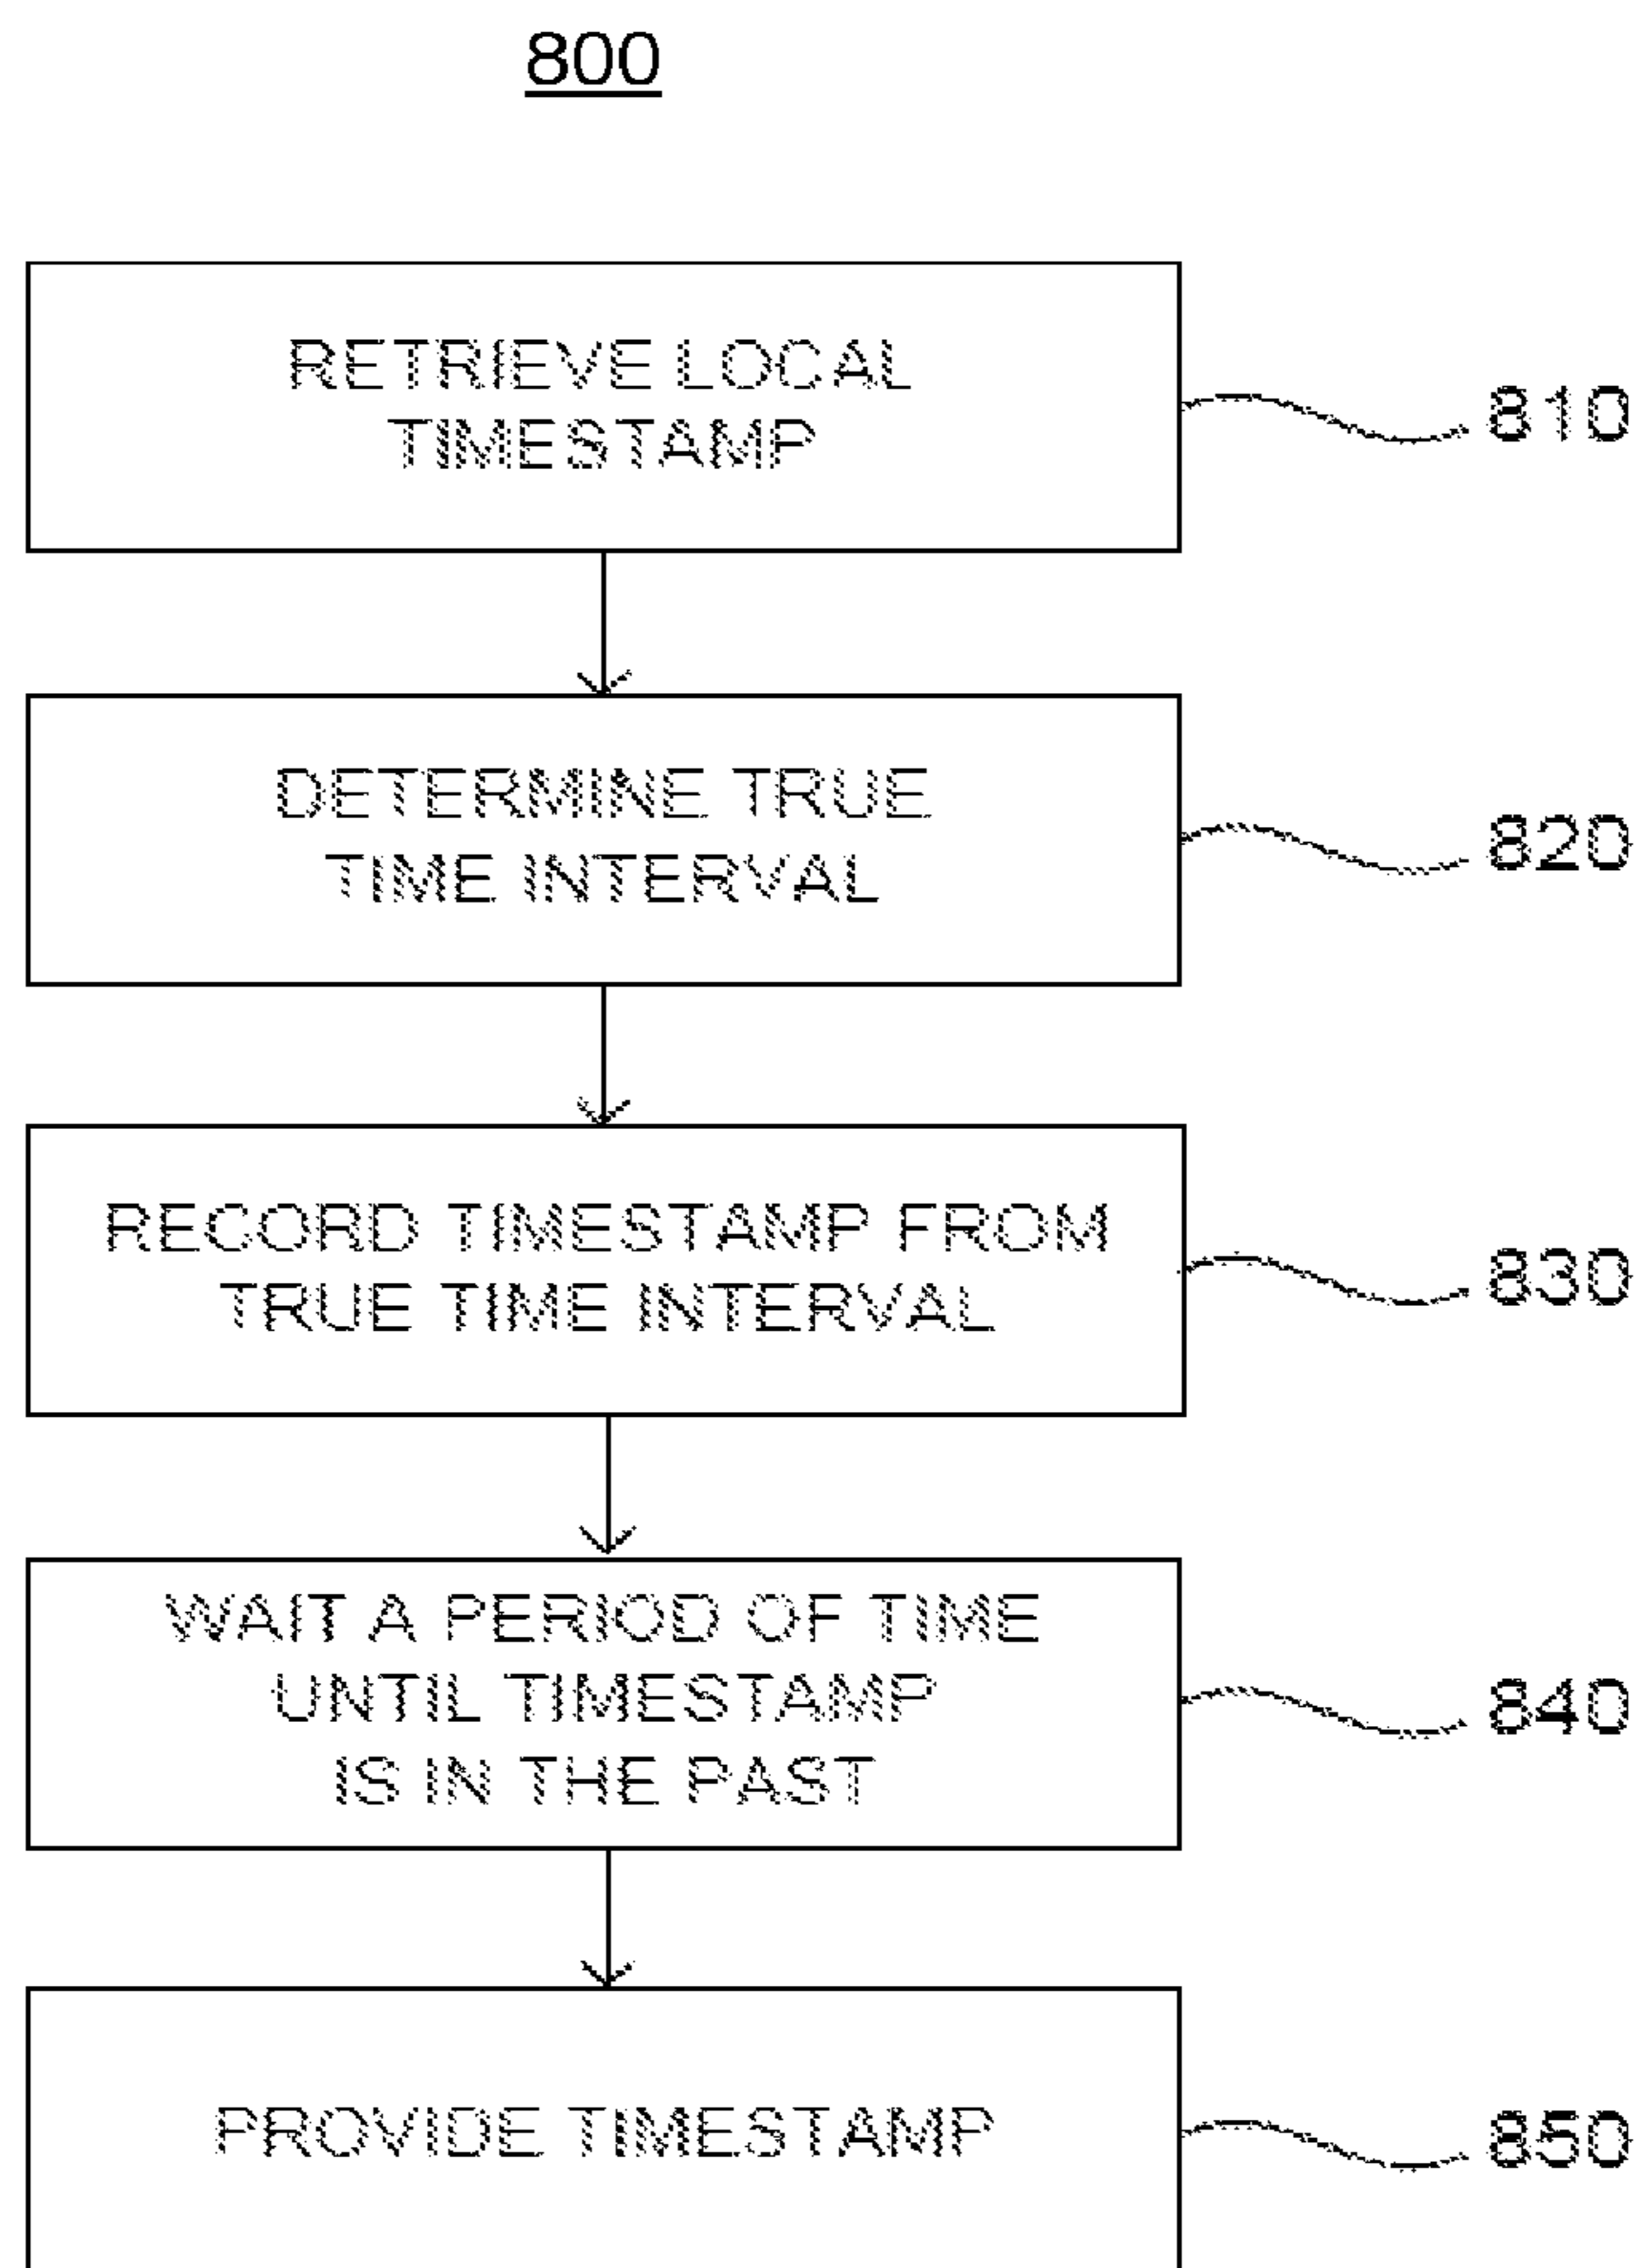 800
RETRIEVE LOCAL
TIMESTAMP
810
DETERMINE TRUE
TIME INTERVAL
820
RECORD TIMESTAMP FROM
TRUE TIME INTERVAL
830
WAIT A PERIOD OF TIME
UNTIL TIMESTAMP
IS IN THE PAST
840
PROVIDE TIMESTAMP
850